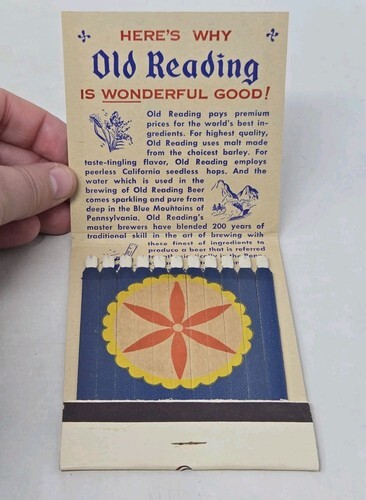 HERE'S WHY
Old Reading
IS WONDERFUL GOOD!
Old Reading pays premium
prices for the world's best in-
gredients. For highest quality,
Old Reading uses malt made
from the choicest barley. For
taste-tingling flavor, Old Reading employs
peerless California seedless hops. And the
water which is used in the
brewing of Old Reading Beer
comes sparkling and pure from
deep in the Blue Mountains of
Pennsylvania. Old Reading's
master brewers have blended 200 years of
traditional skill in the art of brewing with
these finest of ingredients to
produce a beer that is referred